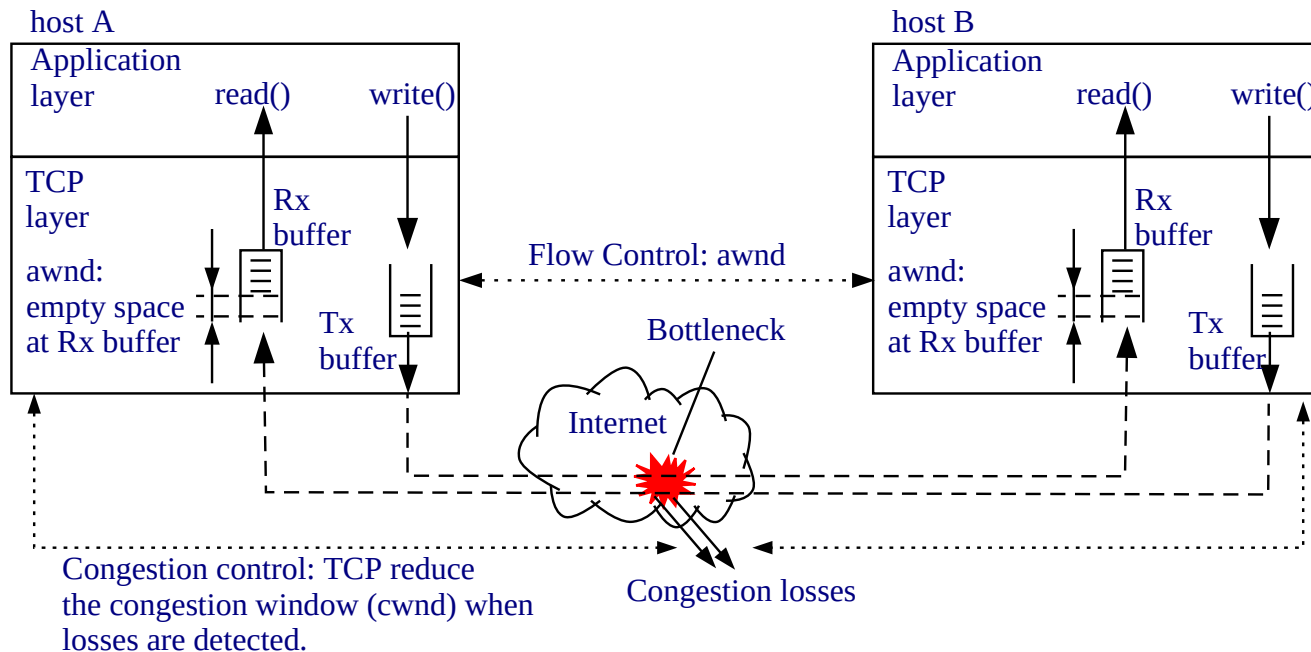 host A
Application
layer
read()
write()
TCP
layer
Rx
buffer
awnd:
empty space
at Rx buffer
Tx
buffer
Flow Control: awnd
host B
Application
layer
read()
write()
TCP
layer
Rx
buffer
awnd:
empty space
at Rx buffer
Tx
buffer
Bottleneck
Internet
Congestion losses
Congestion control: TCP reduce
the congestion window (cwnd) when
losses are detected.